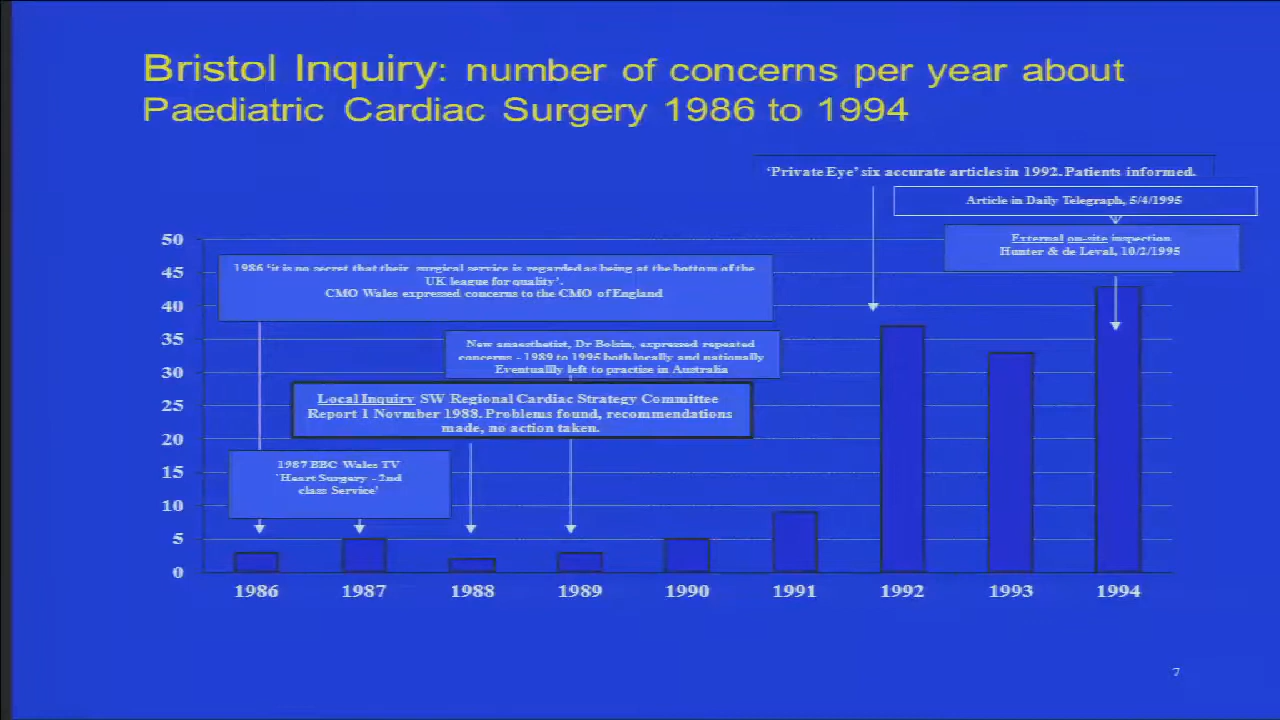 Bristol Inquiry: number of concerns per year about
Paediatric Cardiac Surgery 1986 to 1994
‘Private Eye’ six accurate articles in 1992. Patients informed.
Article in Daily Telegraph, 5/4/1995
External on-site inspection
Hunter & de Leval, 10/2/1995
1986 ‘it is no secret that their surgical service is regarded as being at the bottom of the
UK league for quality’.
CMO Wales expressed concerns to the CMO of England
New anaesthetist, Dr Bolsin, expressed repeated
concerns - 1989 to 1995 both locally and nationally
Eventuallly left to practise in Australia
Local Inquiry SW Regional Cardiac Strategy Committee
Report 1 Novmber 1988. Problems found, recommendations
made, no action taken.
1987 BBC Wales TV
‘Heart Surgery - 2nd
class Service’
50
45
40
35
30
25
20
15
10
5
0
1986 1987 1988 1989 1990 1991 1992 1993 1994
7